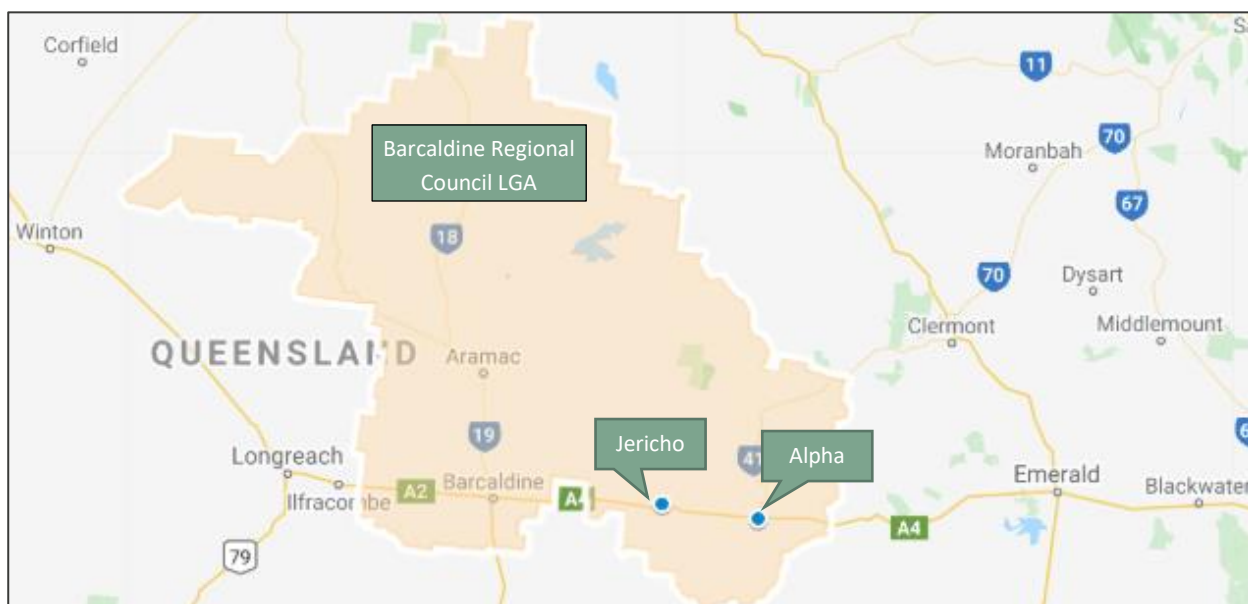 Corfield
11
Barcaldine Regional
Council LGA
70
Moranbah
67
Winton
18
70
Dysart
Clermont
Middlemount
QUEENSLAND
Aramac
19
Jericho
41
Alpha
Longreach
Ilfracombe
A2
Barcaldine
A4
Emerald
Blackwater
A4
79